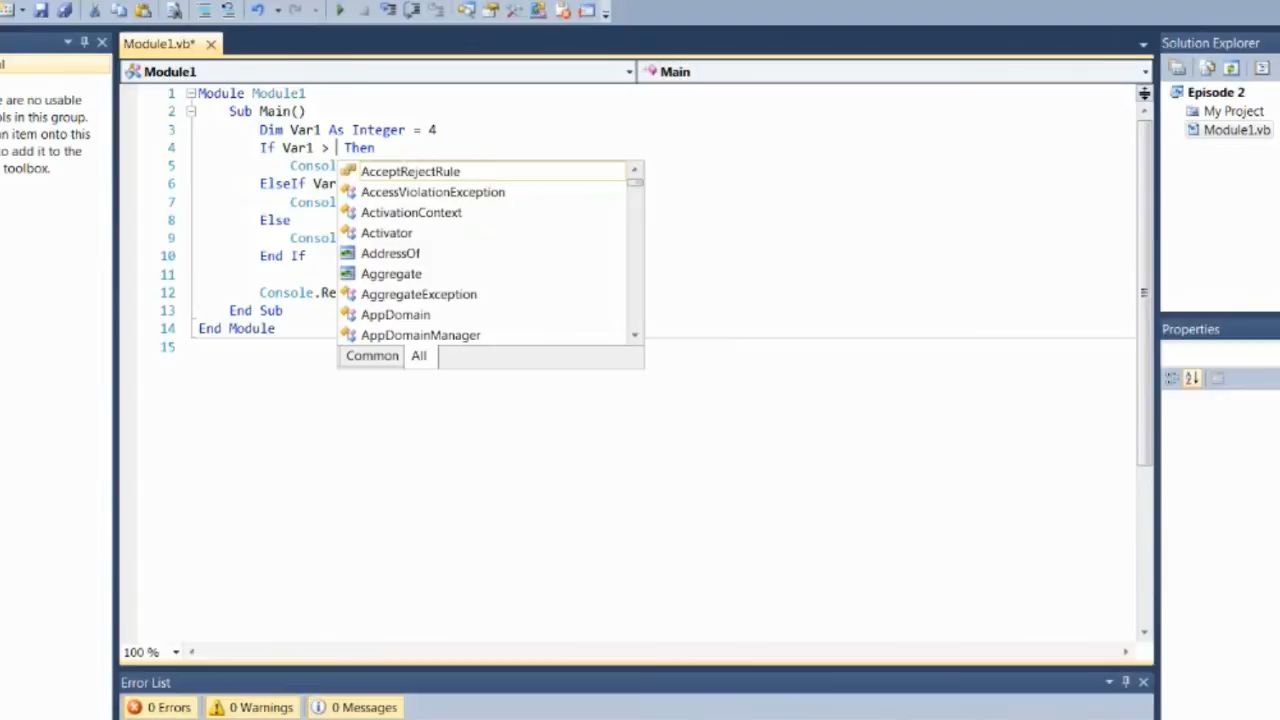 Module1.vb*
Solution Explorer
l
Module1
Main
Episode 2
My Project
Module1.vb
are no usable
ls in this group.
n item onto this
to add it to the
toolbox.
1 Module Module1
2 Sub Main()
3 Dim Var1 As Integer = 4
4 If Var1 > Then
5 Consol
6 ElseIf Var
7 Consol
8 Else
9 Consol
10 End If
11
12 Console.Re
13 End Sub
14 End Module
15
AcceptRejectRule
AccessViolationException
ActivationContext
Activator
AddressOf
Aggregate
AggregateException
AppDomain
AppDomainManager
Common All
Properties
100 %
Error List
0 Errors 0 Warnings 0 Messages